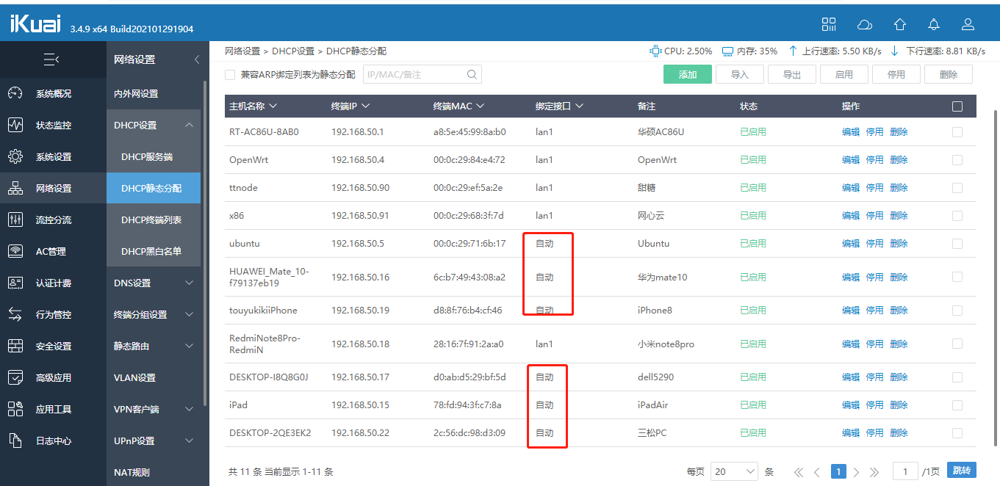 iKuai 3.4.9 x64 Build202101291904
网络设置
系统概况
状态监控
系统设置
网络设置
流控分流
AC管理
认证计费
行为管控
安全设置
高级应用
应用工具
日志中心
内外网设置
DHCP设置
DHCP服务端
DHCP静态分配
DHCP终端列表
DHCP黑白名单
DNS设置
终端分组设置
静态路由
VLAN设置
VPN客户端
UPnP设置
NAT规则
网络设置 > DHCP设置 > DHCP静态分配 CPU: 2.50% 内存: 35% 上行速率: 5.50 KB/s 下行速率: 8.81 KB/s
兼容ARP绑定列表为静态分配 IP/MAC/备注 添加 导入 导出 启用 停用 删除
主机名称 终端IP 终端MAC 绑定接口 备注 状态 操作
RT-AC86U-8AB0 192.168.50.1 a8:5e:45:99:8a:b0 lan1 华硕AC86U 已启用 编辑 停用 删除
OpenWrt 192.168.50.4 00:0c:29:84:e4:72 lan1 OpenWrt 已启用 编辑 停用 删除
ttnode 192.168.50.90 00:0c:29:ef:5a:2e lan1 甜糖 已启用 编辑 停用 删除
x86 192.168.50.91 00:0c:29:68:3f:7d lan1 网心云 已启用 编辑 停用 删除
ubuntu 192.168.50.5 00:0c:29:71:6b:17 自动 Ubuntu 已启用 编辑 停用 删除
HUAWEI_Mate_10-
f79137eb19 192.168.50.16 6c:b7:49:43:08:a2 自动 华为mate10 已启用 编辑 停用 删除
touyukikiiPhone 192.168.50.19 d8:8f:76:b4:cf:46 自动 iPhone8 已启用 编辑 停用 删除
RedmiNote8Pro-
RedmiN 192.168.50.18 28:16:7f:91:2a:a0 lan1 小米note8pro 已启用 编辑 停用 删除
DESKTOP-I8Q8G0J 192.168.50.17 d0:ab:d5:29:bf:5d 自动 dell5290 已启用 编辑 停用 删除
iPad 192.168.50.15 78:fd:94:3f:c7:8a 自动 iPadAir 已启用 编辑 停用 删除
DESKTOP-2QE3EK2 192.168.50.22 2c:56:dc:98:d3:09 自动 三松PC 已启用 编辑 停用 删除
共 11 条 当前显示 1-11 条 每页 20 条 1 1 /1页 跳转